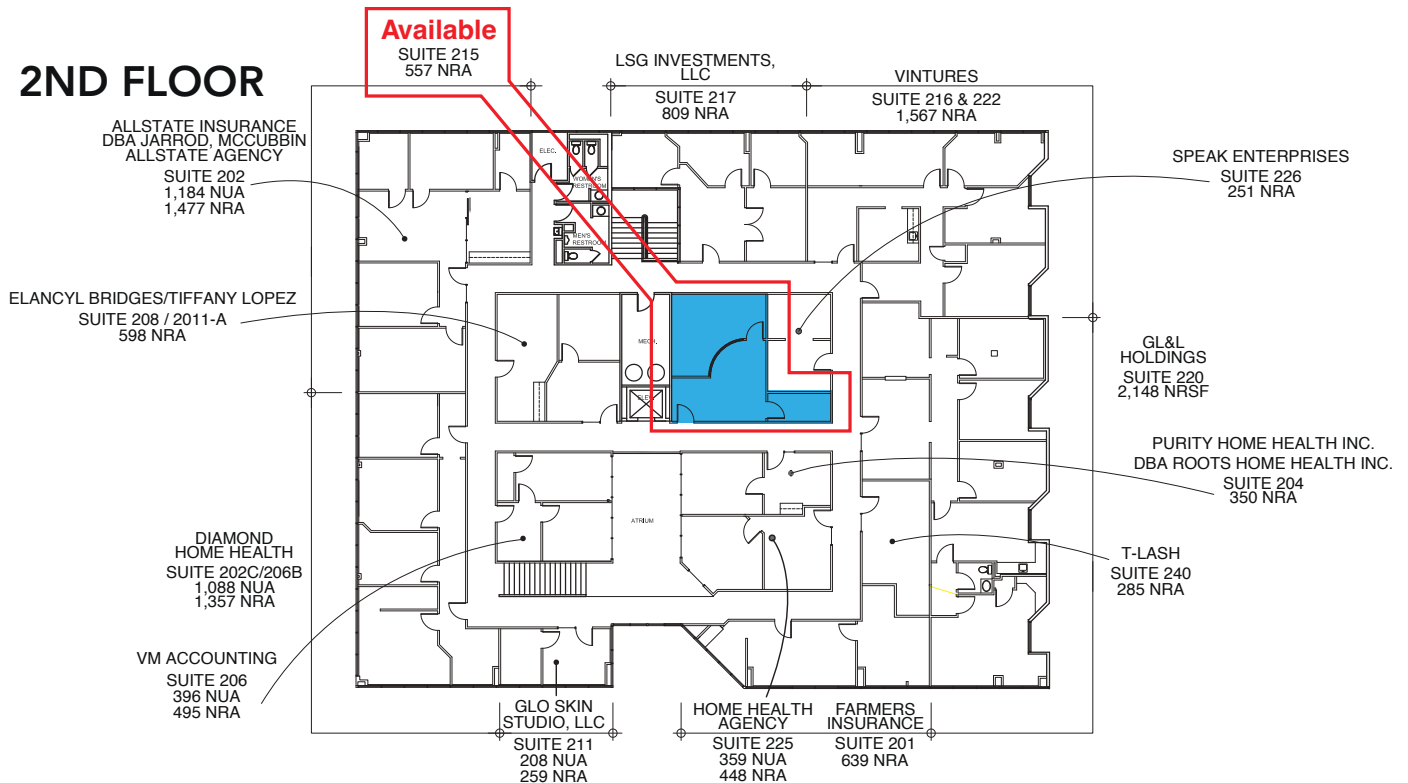 2ND FLOOR
Available
SUITE 215
557 NRA
LSG INVESTMENTS,
LLC
SUITE 217
809 NRA
VINTURES
SUITE 216 & 222
1,567 NRA
ALLSTATE INSURANCE
DBA JARROD, MCCUBBIN
ALLSTATE AGENCY
SUITE 202
1,184 NUA
1,477 NRA
SPEAK ENTERPRISES
SUITE 226
251 NRA
ELEC.
WOMEN'S
RESTROOM
MEN'S
RESTROOM
ELANCYL BRIDGES/TIFFANY LOPEZ
SUITE 208 / 2011-A
598 NRA
MECH.
ELEV.
GL&L
HOLDINGS
SUITE 220
2,148 NRSF
PURITY HOME HEALTH INC.
DBA ROOTS HOME HEALTH INC.
SUITE 204
350 NRA
ATRIUM
DIAMOND
HOME HEALTH
SUITE 202C/206B
1,088 NUA
1,357 NRA
T-LASH
SUITE 240
285 NRA
VM ACCOUNTING
SUITE 206
396 NUA
495 NRA
GLO SKIN
STUDIO, LLC
SUITE 211
208 NUA
259 NRA
HOME HEALTH
AGENCY
SUITE 225
359 NUA
448 NRA
FARMERS
INSURANCE
SUITE 201
639 NRA